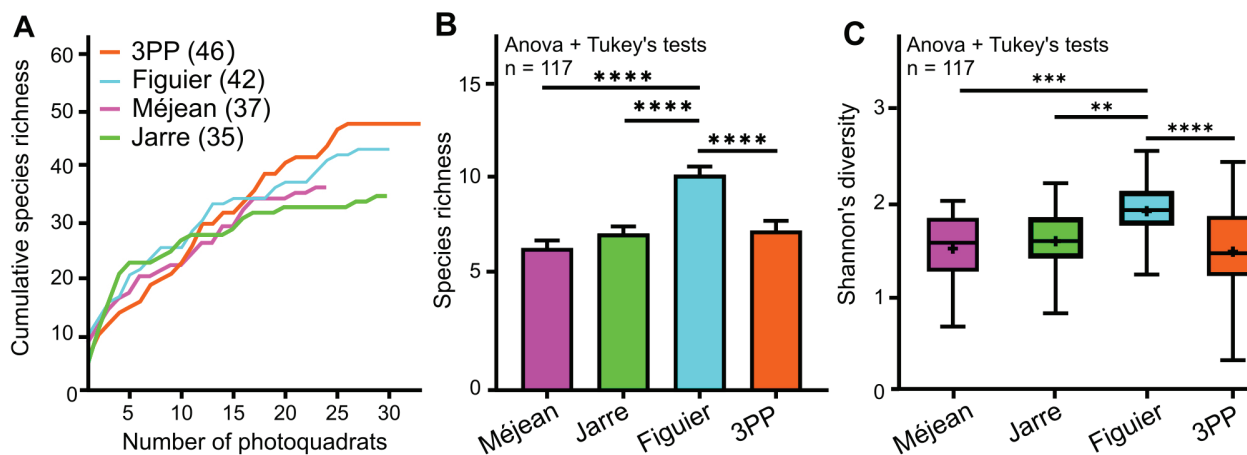 A
Cumulative species richness
60
50
40
30
20
10
0
3PP (46)
Figuier (42)
Méjean (37)
Jarre (35)
5
10
15
20
25
30
Number of photoquadrats
B
Species richness
Anova + Tukey's tests
n = 117
15
10
5
0
****
****
****
Méjean
Jarre
Figuier
3PP
C
Shannon's diversity
Anova + Tukey's tests
n = 117
3
2
1
0
***
**
****
Méjean
Jarre
Figuier
3PP